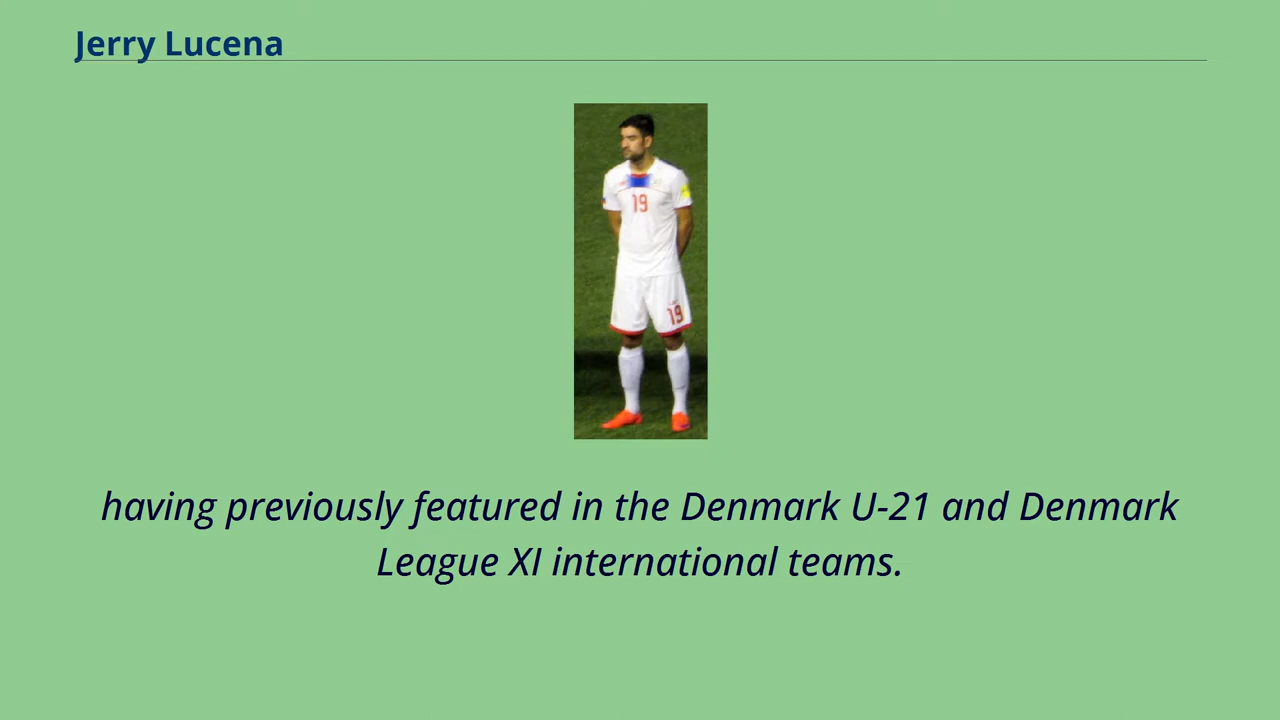 Jerry Lucena
19
19
having previously featured in the Denmark U-21 and Denmark
League XI international teams.